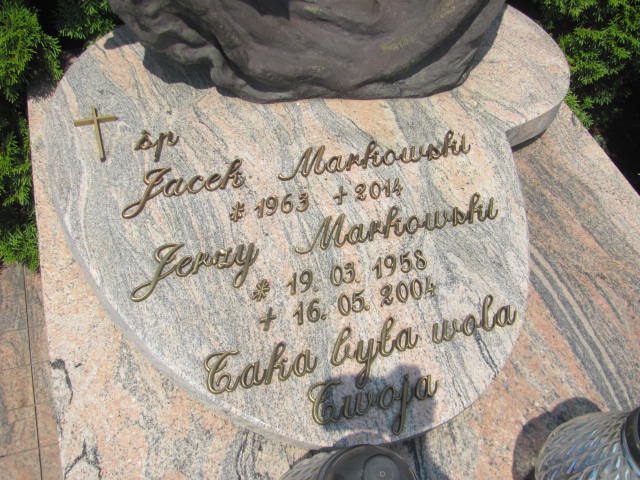 śp
Jacek Markowski
* 1963 + 2014
Jerzy Markowski
* 19. 03. 1958
+ 16. 05. 2004
Taka była wola
Twoja